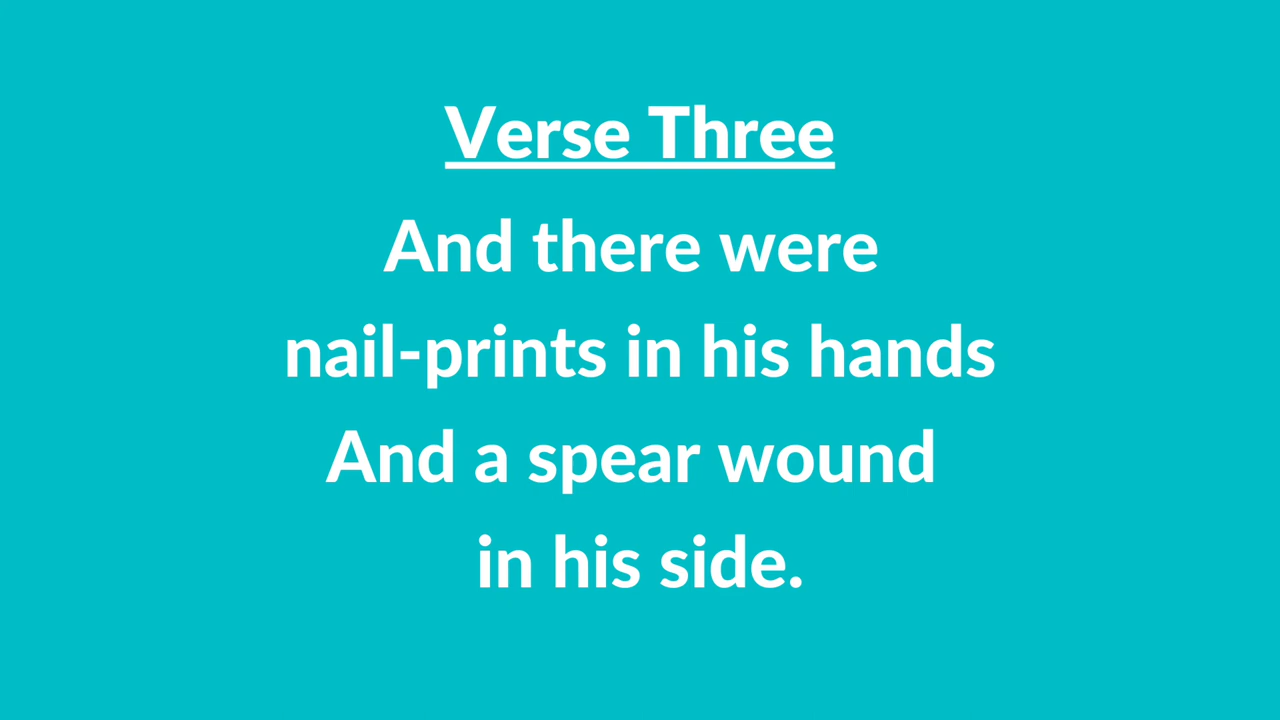 Verse Three
And there were
nail-prints in his hands
And a spear wound
in his side.